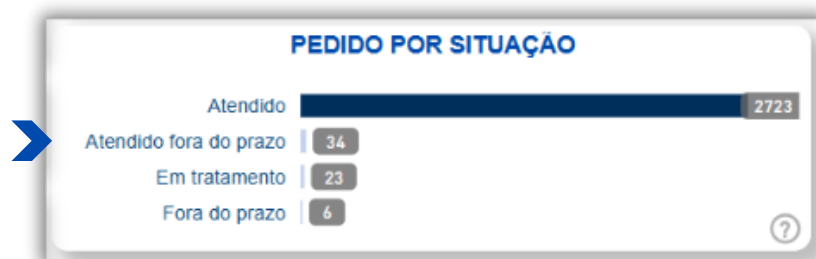 PEDIDO POR SITUAÇÃO
Atendido 2723
Atendido fora do prazo 34
Em tratamento 23
Fora do prazo 6
?